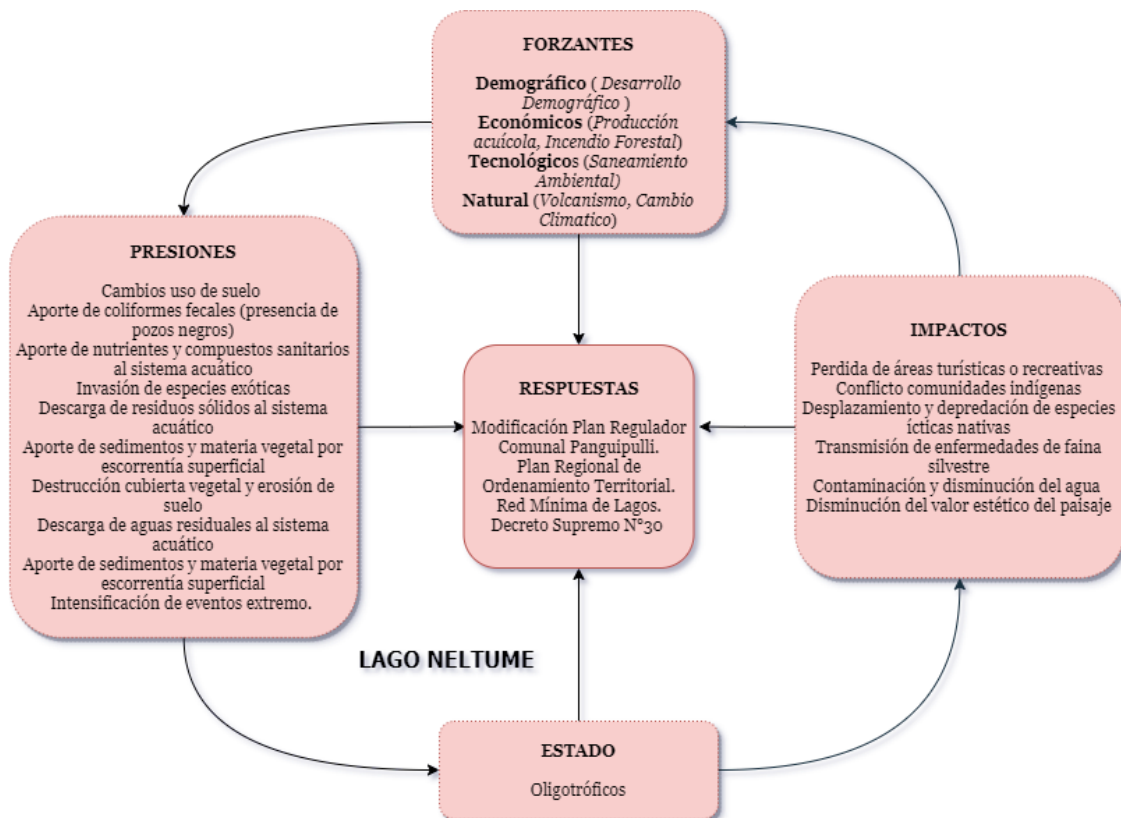 FORZANTES
Demográfico ( Desarrollo
Demográfico )
Económicos (Producción
acuícola, Incendio Forestal)
Tecnológicos (Saneamiento
Ambiental)
Natural (Volcanismo, Cambio
Climatico)
PRESIONES
Cambios uso de suelo
Aporte de coliformes fecales (presencia de
pozos negros)
Aporte de nutrientes y compuestos sanitarios
al sistema acuático
Invasión de especies exóticas
Descarga de residuos sólidos al sistema
acuático
Aporte de sedimentos y materia vegetal por
escorrentía superficial
Destrucción cubierta vegetal y erosión de
suelo
Descarga de aguas residuales al sistema
acuático
Aporte de sedimentos y materia vegetal por
escorrentía superficial
Intensificación de eventos extremo.
RESPUESTAS
Modificación Plan Regulador
Comunal Panguipulli.
Plan Regional de
Ordenamiento Territorial.
Red Mínima de Lagos.
Decreto Supremo N°30
IMPACTOS
Perdida de áreas turísticas o recreativas
Conflicto comunidades indígenas
Desplazamiento y depredación de especies
ícticas nativas
Transmisión de enfermedades de faina
silvestre
Contaminación y disminución del agua
Disminución del valor estético del paisaje
LAGO NELTUME
ESTADO
Oligotróficos